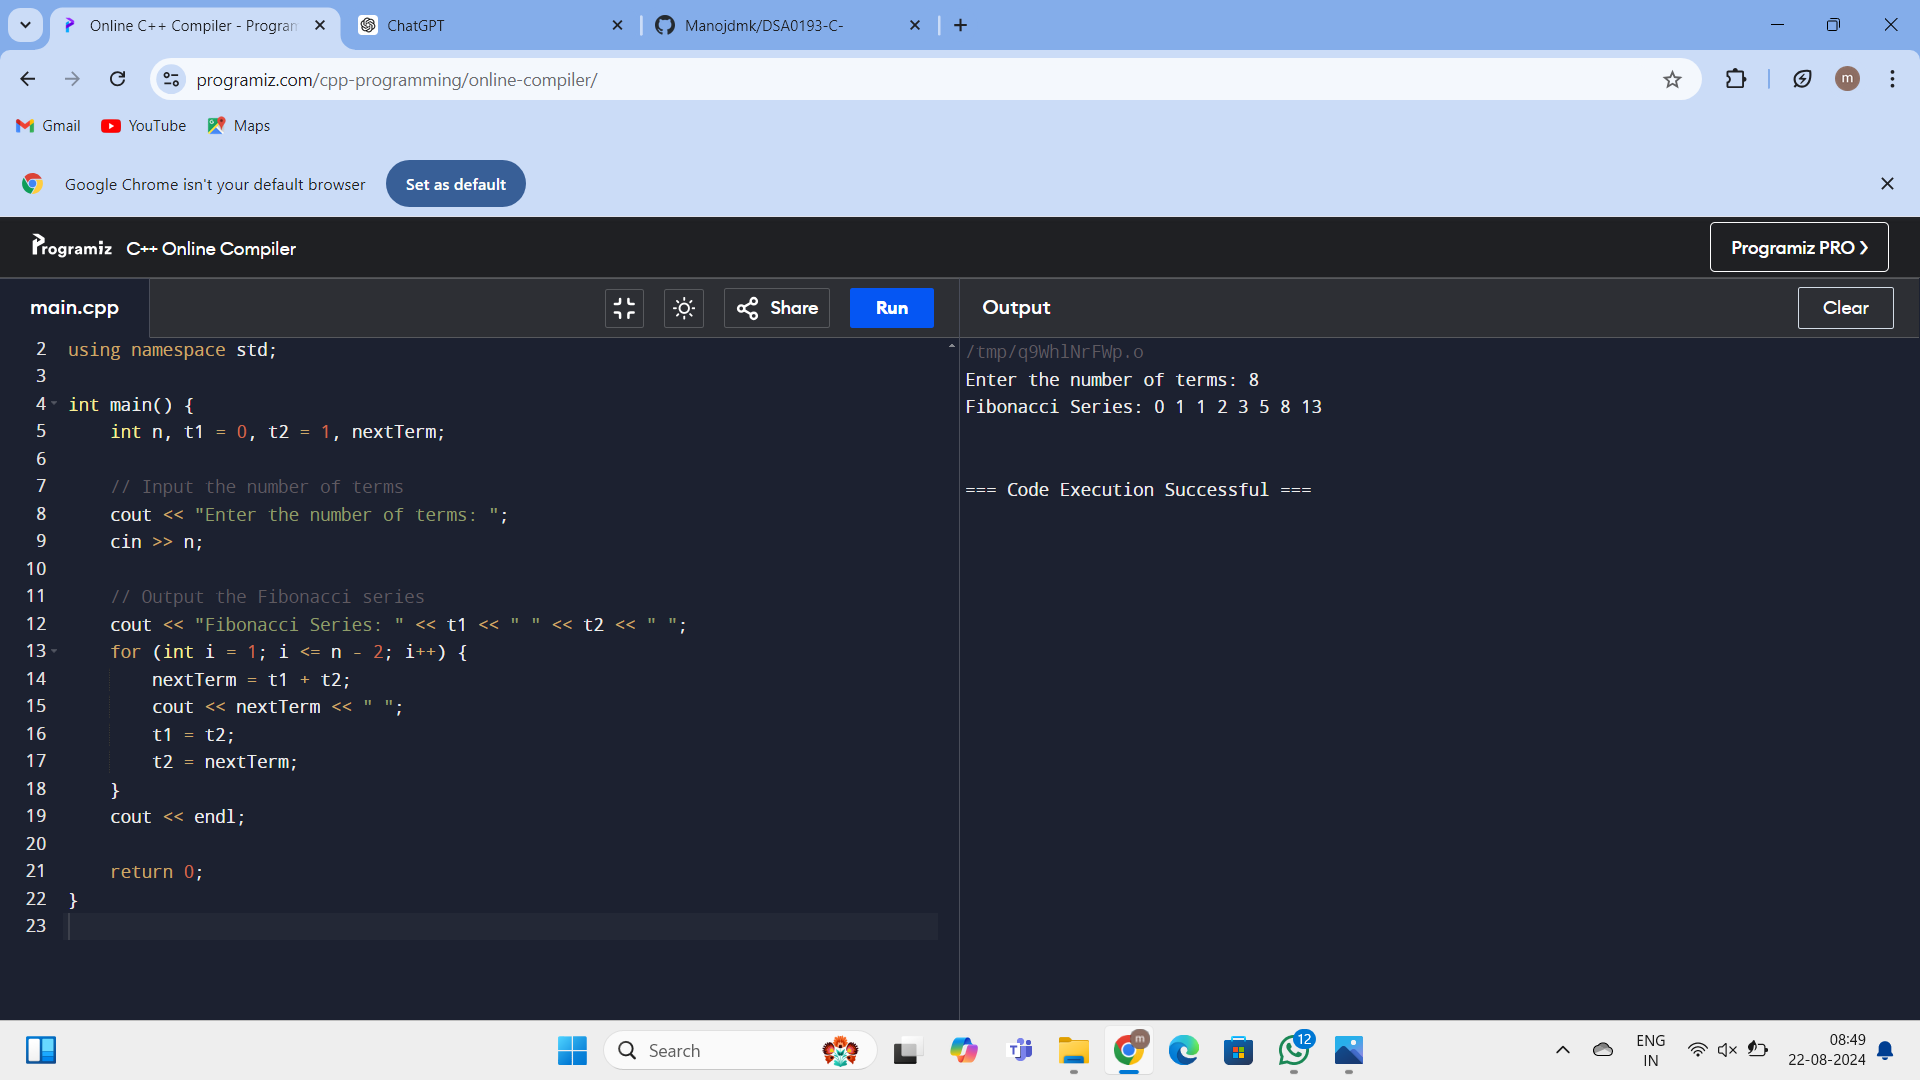 Online C++ Compiler - Program
ChatGPT
Manojdmk/DSA0193-C-
programiz.com/cpp-programming/online-compiler/
m
Gmail
YouTube
Maps
Google Chrome isn't your default browser
Set as default
Programiz
C++ Online Compiler
Programiz PRO
main.cpp
Share
Run
Output
Clear
2 using namespace std;
3
4 int main() {
5 int n, t1 = 0, t2 = 1, nextTerm;
6
7 // Input the number of terms
8 cout << "Enter the number of terms: ";
9 cin >> n;
10
11 // Output the Fibonacci series
12 cout << "Fibonacci Series: " << t1 << " " << t2 << " ";
13 for (int i = 1; i <= n - 2; i++) {
14 nextTerm = t1 + t2;
15 cout << nextTerm << " ";
16 t1 = t2;
17 t2 = nextTerm;
18 }
19 cout << endl;
20
21 return 0;
22 }
23
/tmp/q9WhlNrFWp.o
Enter the number of terms: 8
Fibonacci Series: 0 1 1 2 3 5 8 13
=== Code Execution Successful ===
Search
m
12
ENG
IN
08:49
22-08-2024